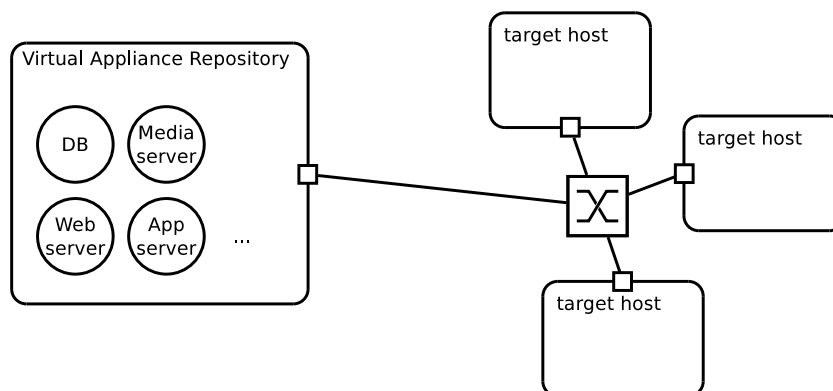 Virtual Appliance Repository
DB
Media
server
Web
server
App
server
...
target host
target host
target host